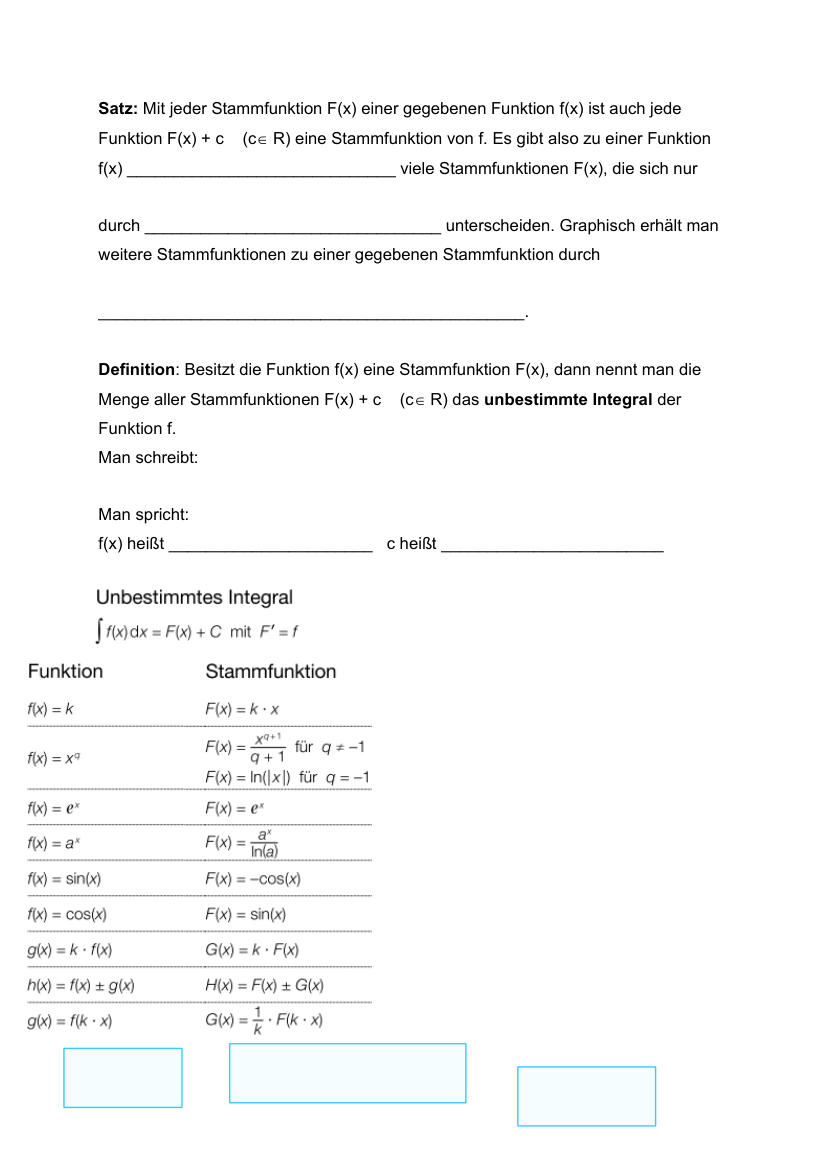 Satz: Mit jeder Stammfunktion F(x) einer gegebenen Funktion f(x) ist auch jede
Funktion F(x) + c (c∈ R) eine Stammfunktion von f. Es gibt also zu einer Funktion
f(x) _____________________________ viele Stammfunktionen F(x), die sich nur
durch ________________________________ unterscheiden. Graphisch erhält man
weitere Stammfunktionen zu einer gegebenen Stammfunktion durch
______________________________________________.
Definition: Besitzt die Funktion f(x) eine Stammfunktion F(x), dann nennt man die
Menge aller Stammfunktionen F(x) + c (c∈ R) das unbestimmte Integral der
Funktion f.
Man schreibt:
Man spricht:
f(x) heißt ______________________ c heißt ________________________
Unbestimmtes Integral
∫ f(x) dx = F(x) + C mit F′ = f
Funktion Stammfunktion
f(x) = k F(x) = k · x
f(x) = x^q F(x) = x^(q+1)/(q + 1) für q ≠ −1
F(x) = ln(|x|) für q = −1
f(x) = e^x F(x) = e^x
f(x) = a^x F(x) = a^x/ln(a)
f(x) = sin(x) F(x) = −cos(x)
f(x) = cos(x) F(x) = sin(x)
g(x) = k · f(x) G(x) = k · F(x)
h(x) = f(x) ± g(x) H(x) = F(x) ± G(x)
g(x) = f(k · x) G(x) = 1/k · F(k · x)